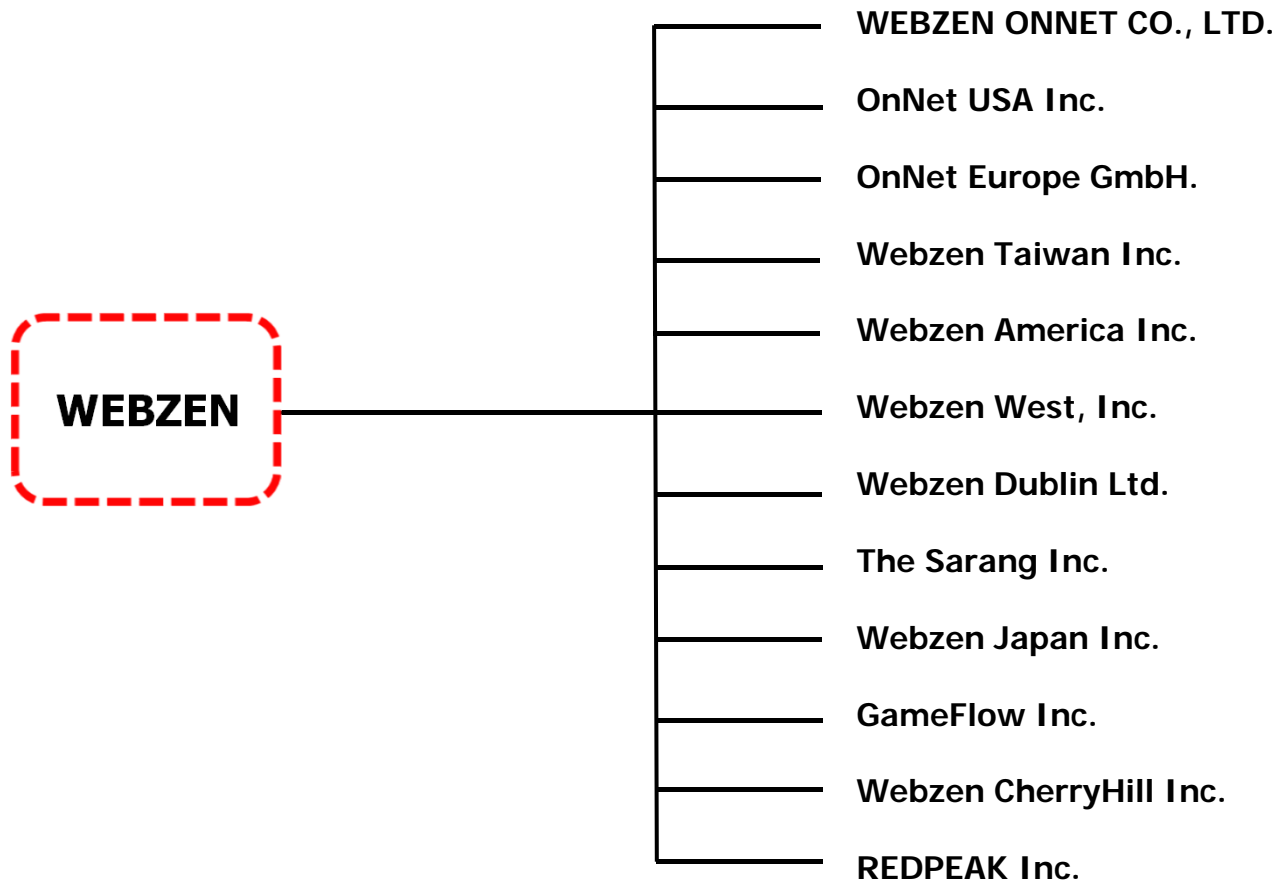 WEBZEN ONNET CO., LTD.
OnNet USA Inc.
OnNet Europe GmbH.
Webzen Taiwan Inc.
Webzen America Inc.
WEBZEN
Webzen West, Inc.
Webzen Dublin Ltd.
The Sarang Inc.
Webzen Japan Inc.
GameFlow Inc.
Webzen CherryHill Inc.
REDPEAK Inc.